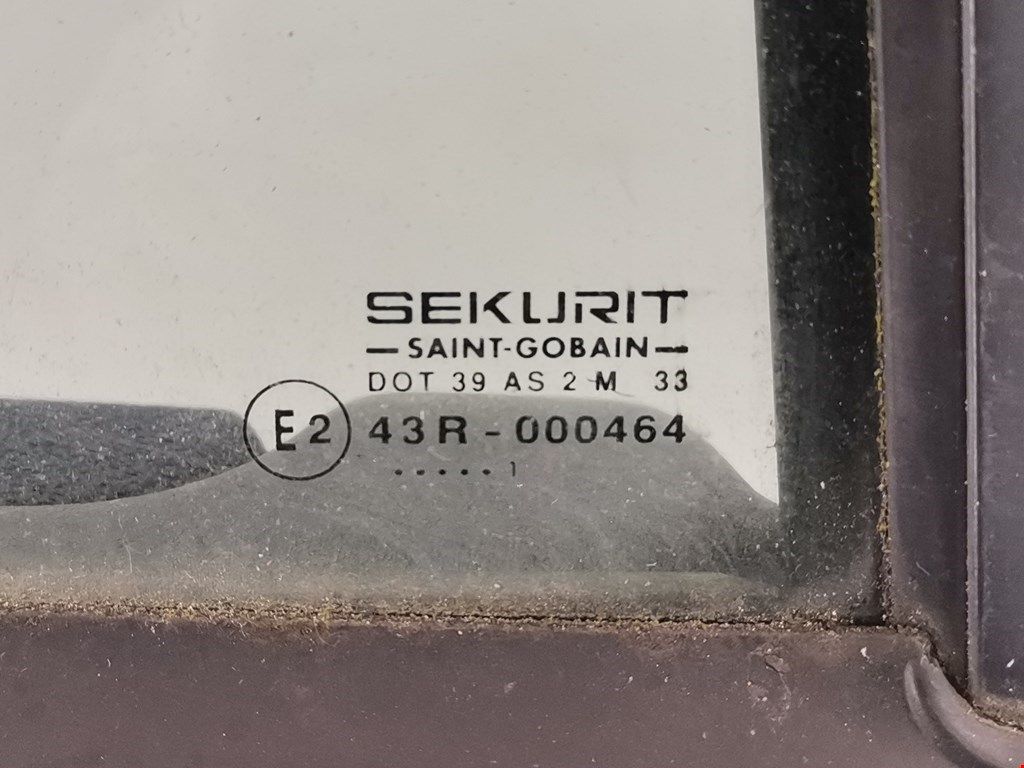 SEKURIT
SAINT-GOBAIN
DOT 39 AS 2 M 33
E2 43R - 000464
..... 1